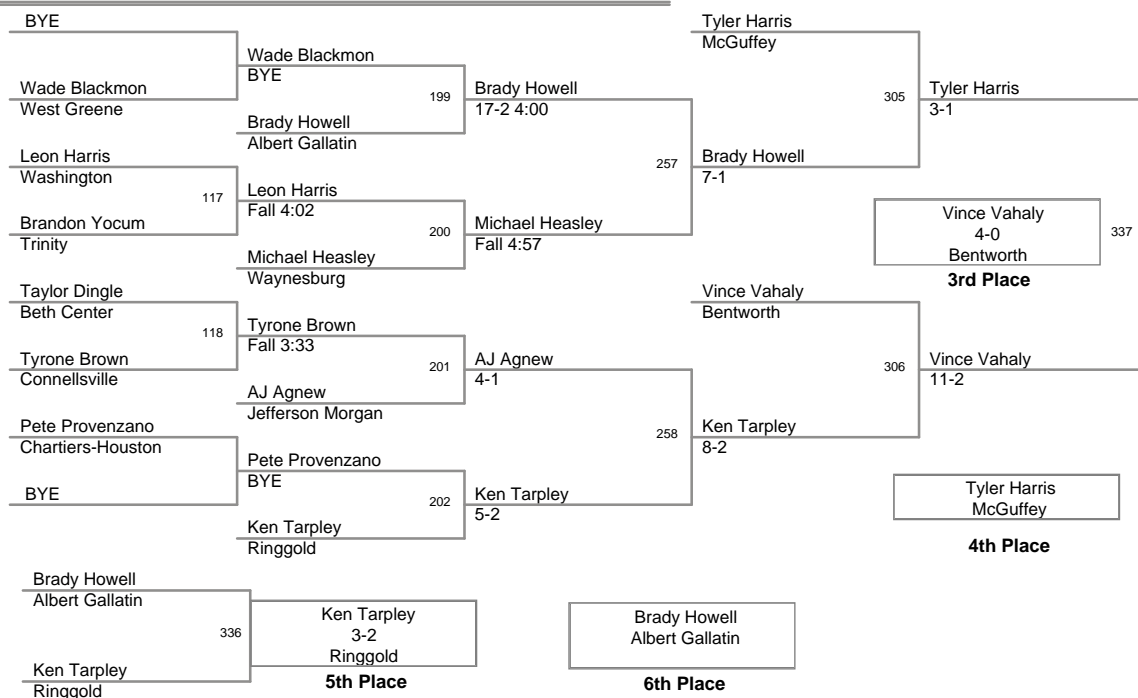 BYE
Wade Blackmon
West Greene
Leon Harris
Washington
117
Brandon Yocum
Trinity
Taylor Dingle
Beth Center
118
Tyrone Brown
Connellsville
Pete Provenzano
Chartiers-Houston
BYE
Wade Blackmon
BYE
199
Brady Howell
Albert Gallatin
Leon Harris
Fall 4:02
200
Michael Heasley
Waynesburg
Tyrone Brown
Fall 3:33
201
AJ Agnew
Jefferson Morgan
Pete Provenzano
BYE
202
Ken Tarpley
Ringgold
Brady Howell
17-2 4:00
257
Michael Heasley
Fall 4:57
AJ Agnew
4-1
258
Ken Tarpley
5-2
Tyler Harris
McGuffey
305
Brady Howell
7-1
Vince Vahaly
Bentworth
306
Ken Tarpley
8-2
Tyler Harris
3-1
Vince Vahaly
4-0
Bentworth
337
3rd Place
Vince Vahaly
11-2
Tyler Harris
McGuffey
4th Place
Brady Howell
Albert Gallatin
336
Ken Tarpley
Ringgold
Ken Tarpley
3-2
Ringgold
5th Place
Brady Howell
Albert Gallatin
6th Place